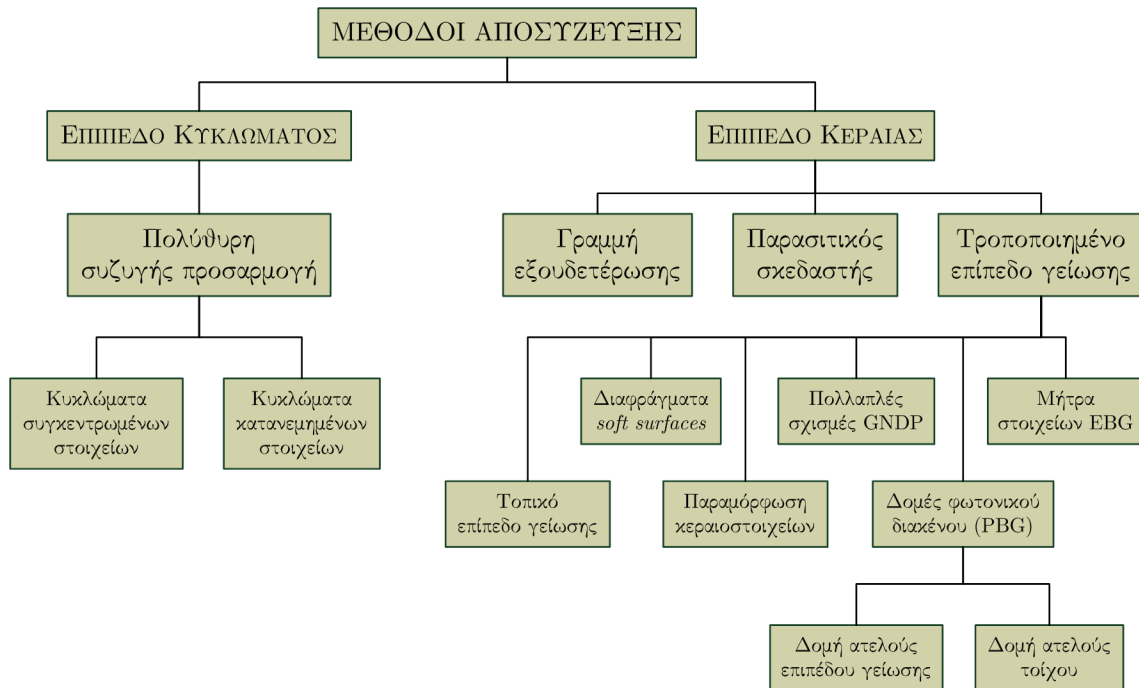 ΜΕΘΟΔΟΙ ΑΠΟΣΥΖΕΥΞΗΣ
ΕΠΙΠΕΔΟ ΚΥΚΛΩΜΑΤΟΣ
ΕΠΙΠΕΔΟ ΚΕΡΑΙΑΣ
Πολύθυρη
συζυγής προσαρμογή
Γραμμή
εξουδετέρωσης
Παρασιτικός
σκεδαστής
Τροποποιημένο
επίπεδο γείωσης
Κυκλώματα
συγκεντρωμένων
στοιχείων
Κυκλώματα
κατανεμημένων
στοιχείων
Διαφράγματα
soft surfaces
Πολλαπλές
σχισμές GNDP
Μήτρα
στοιχείων EBG
Τοπικό
επίπεδο γείωσης
Παραμόρφωση
κεραιοστοιχείων
Δομές φωτονικού
διακένου (PBG)
Δομή ατελούς
επιπέδου γείωσης
Δομή ατελούς
τοίχου